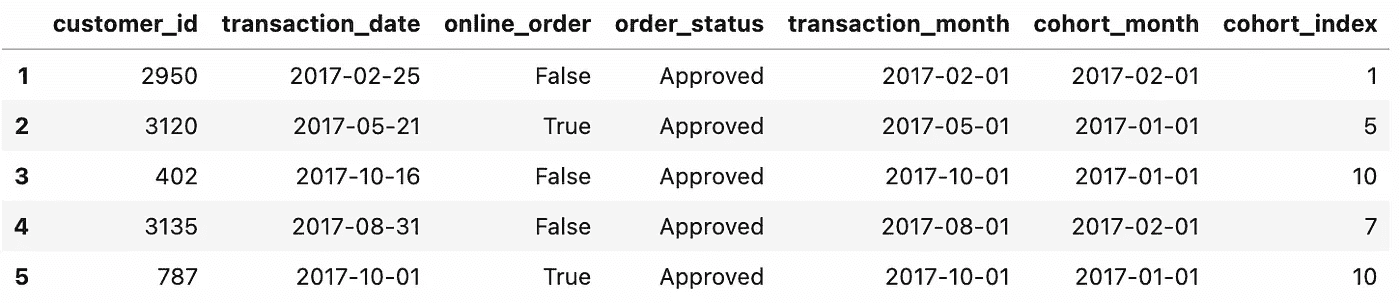 customer_id transaction_date online_order order_status transaction_month cohort_month cohort_index
1 2950 2017-02-25 False Approved 2017-02-01 2017-02-01 1
2 3120 2017-05-21 True Approved 2017-05-01 2017-01-01 5
3 402 2017-10-16 False Approved 2017-10-01 2017-01-01 10
4 3135 2017-08-31 False Approved 2017-08-01 2017-02-01 7
5 787 2017-10-01 True Approved 2017-10-01 2017-01-01 10